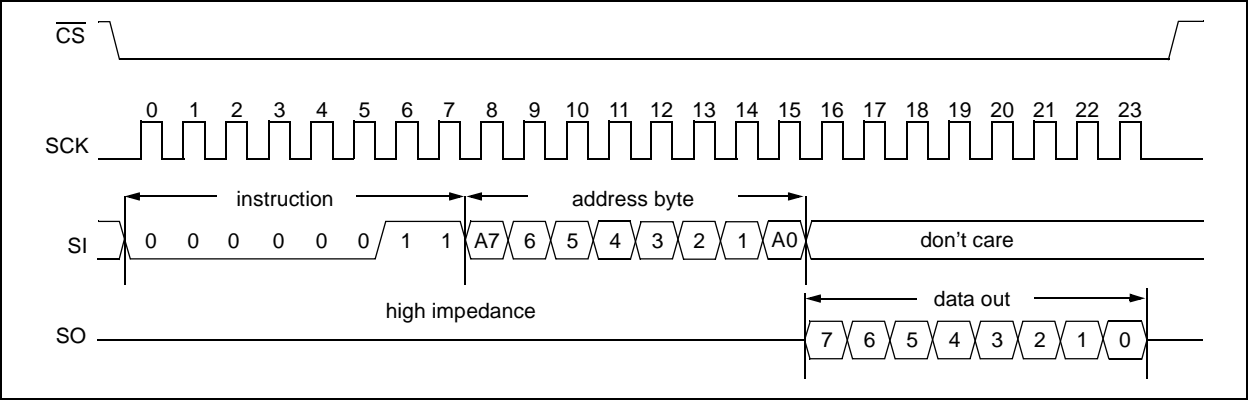 CS
0 1 2 3 4 5 6 7 8 9 10 11 12 13 14 15 16 17 18 19 20 21 22 23
SCK
instruction address byte
SI 0 0 0 0 0 0 1 1 A7 6 5 4 3 2 1 A0 don't care
high impedance data out
SO 7 6 5 4 3 2 1 0